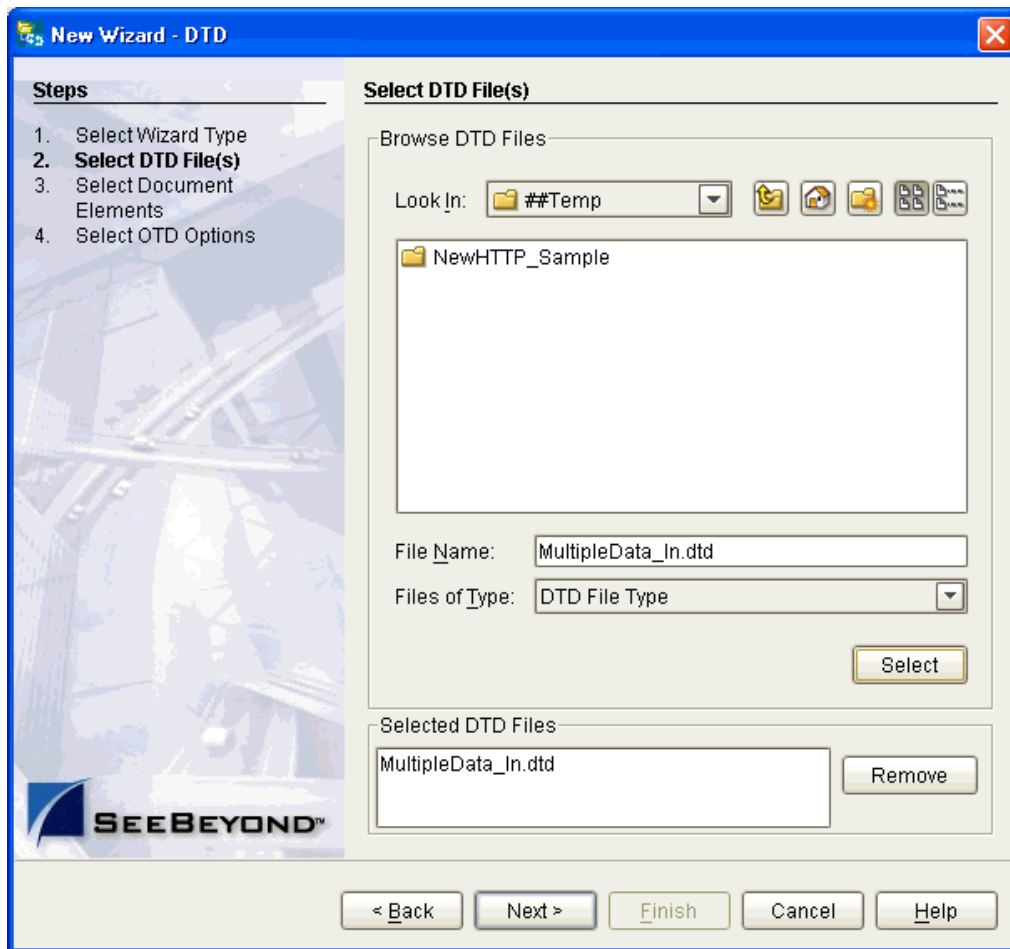 New Wizard - DTD
Steps
1. Select Wizard Type
2. Select DTD File(s)
3. Select Document
Elements
4. Select OTD Options
Select DTD File(s)
Browse DTD Files
Look In: ##Temp
NewHTTP_Sample
File Name: MultipleData_In.dtd
Files of Type: DTD File Type
Select
Selected DTD Files
MultipleData_In.dtd
Remove
SEEBEYOND™
< Back Next > Finish Cancel Help